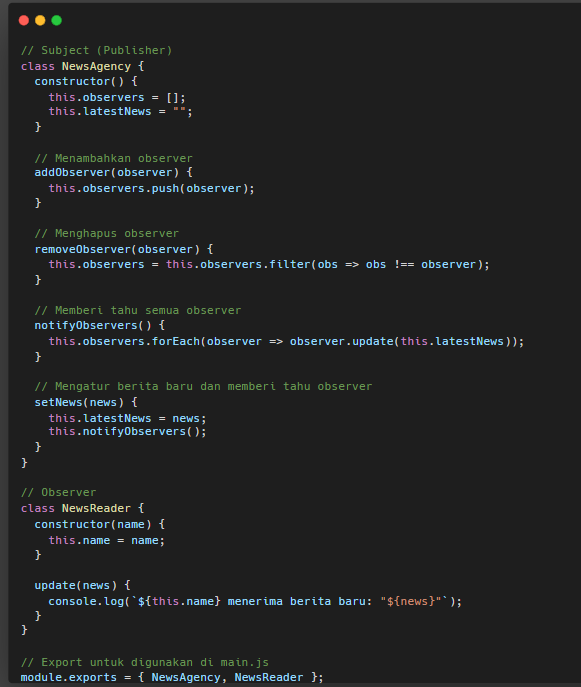 // Subject (Publisher)
class NewsAgency {
  constructor() {
    this.observers = [];
    this.latestNews = "";
  }

  // Menambahkan observer
  addObserver(observer) {
    this.observers.push(observer);
  }

  // Menghapus observer
  removeObserver(observer) {
    this.observers = this.observers.filter(obs => obs !== observer);
  }

  // Memberi tahu semua observer
  notifyObservers() {
    this.observers.forEach(observer => observer.update(this.latestNews));
  }

  // Mengatur berita baru dan memberi tahu observer
  setNews(news) {
    this.latestNews = news;
    this.notifyObservers();
  }
}

// Observer
class NewsReader {
  constructor(name) {
    this.name = name;
  }

  update(news) {
    console.log(`${this.name} menerima berita baru: "${news}"`);
  }
}

// Export untuk digunakan di main.js
module.exports = { NewsAgency, NewsReader };